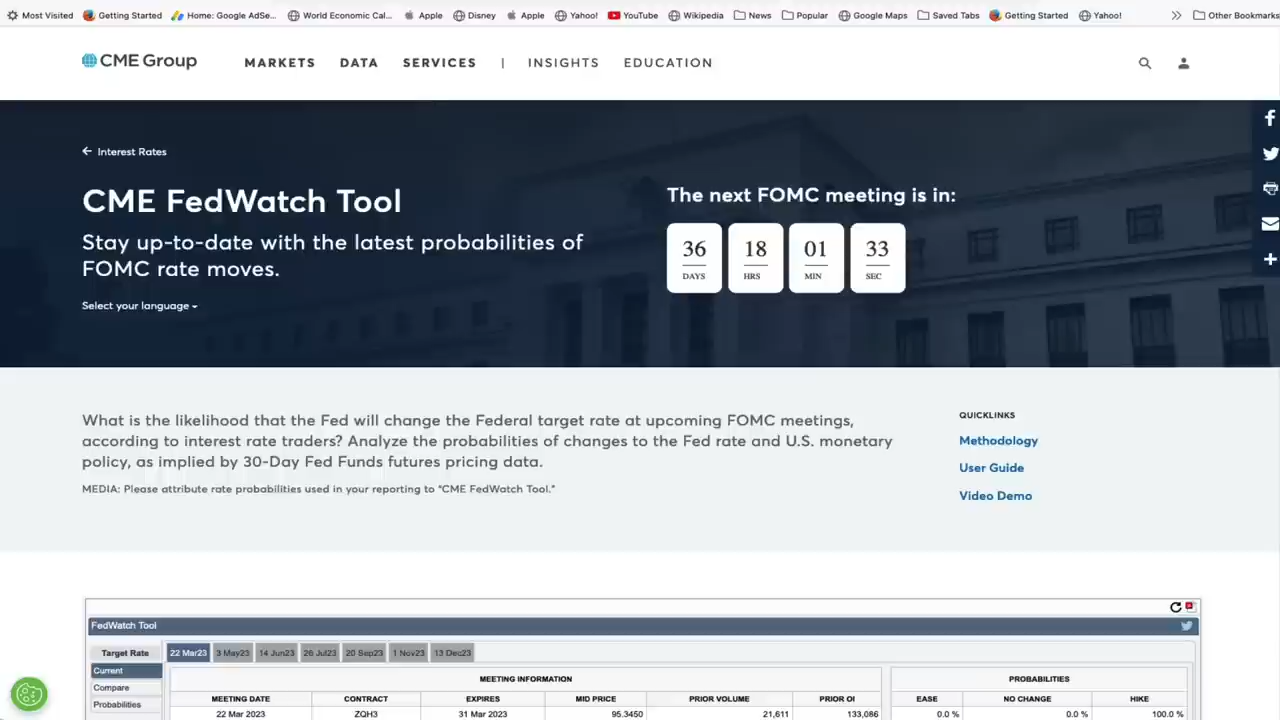 Most Visited Getting Started Home: Google AdSe... World Economic Cal... Apple Disney Apple Yahoo! YouTube Wikipedia News Popular Google Maps Saved Tabs Getting Started Yahoo! Other Bookmarks
CME Group MARKETS DATA SERVICES | INSIGHTS EDUCATION
Interest Rates
CME FedWatch Tool
Stay up-to-date with the latest probabilities of
FOMC rate moves.
Select your language
The next FOMC meeting is in:
36 18 01 33
DAYS HRS MIN SEC
What is the likelihood that the Fed will change the Federal target rate at upcoming FOMC meetings,
according to interest rate traders? Analyze the probabilities of changes to the Fed rate and U.S. monetary
policy, as implied by 30-Day Fed Funds futures pricing data.
MEDIA: Please attribute rate probabilities used in your reporting to “CME FedWatch Tool.”
QUICKLINKS
Methodology
User Guide
Video Demo
FedWatch Tool
Target Rate 22 Mar23 3 May23 14 Jun23 26 Jul23 20 Sep23 1 Nov23 13 Dec23
Current
Compare
Probabilities
MEETING INFORMATION PROBABILITIES
MEETING DATE CONTRACT EXPIRES MID PRICE PRIOR VOLUME PRIOR OI EASE NO CHANGE HIKE
22 Mar 2023 ZQH3 31 Mar 2023 95.3450 21,611 133,086 0.0 % 0.0 % 100.0 %